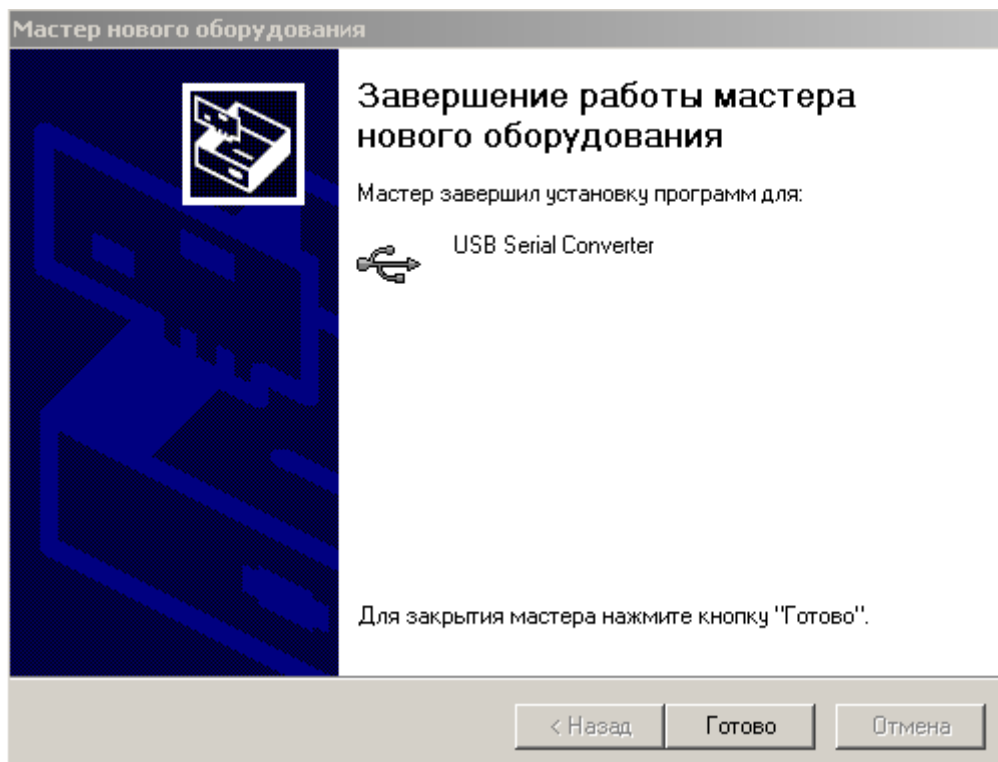 Мастер нового оборудования
Завершение работы мастера
нового оборудования
Мастер завершил установку программ для:
USB Serial Converter
Для закрытия мастера нажмите кнопку "Готово".
< Назад
Готово
Отмена